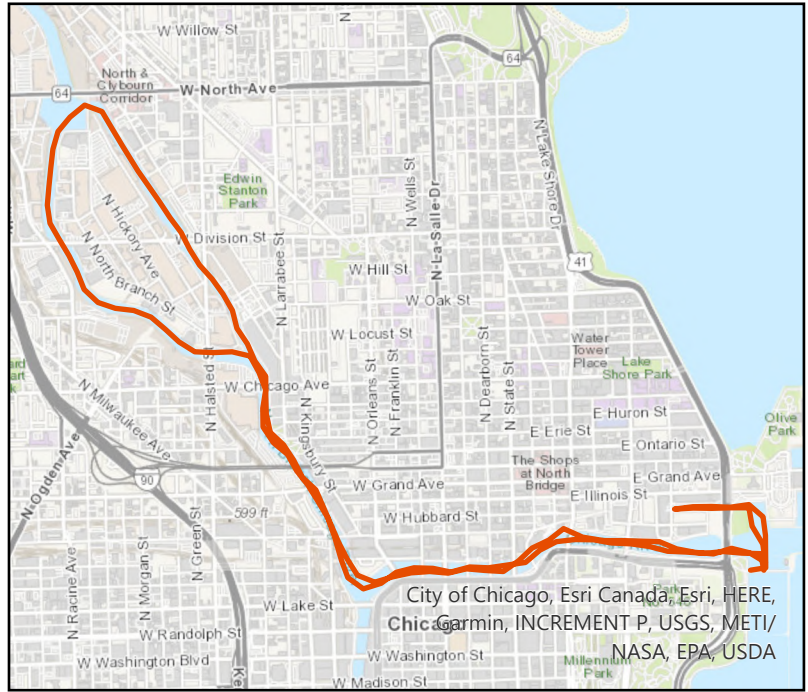 W Willow St
N
North &
Clybourn
Corridor
64
W-North-Ave
64
N Lake Shore Dr
Edwin
Stanton
Park
N Wells St
N-La-Salle-Dr
N Hickory Ave
W Division St
N North Branch St
N Larrabee St
W Hill St
41
W Oak St
W Locust St
Water
Tower
Place
Lake
Shore Park
N Halsted St
W Chicago Ave
N Orleans St
N Franklin St
N Dearborn St
N State St
N Milwaukee Ave
N Kingsbury St
E Huron St
E Erie St
E Ontario St
Olive
Park
N-Ogden-Ave
90
The Shops
at North
Bridge
E Grand Ave
W Grand Ave
E Illinois St
599 ft
W Hubbard St
N Green St
N Racine Ave
N Morgan St
W Lake St
City of Chicago, Esri Canada, Esri, HERE,
Chicago
Garmin, INCREMENT P, USGS, METI/
NASA, EPA, USDA
W Randolph St
W Washington Blvd
W Washington St
Millennium
Park
W Madison St